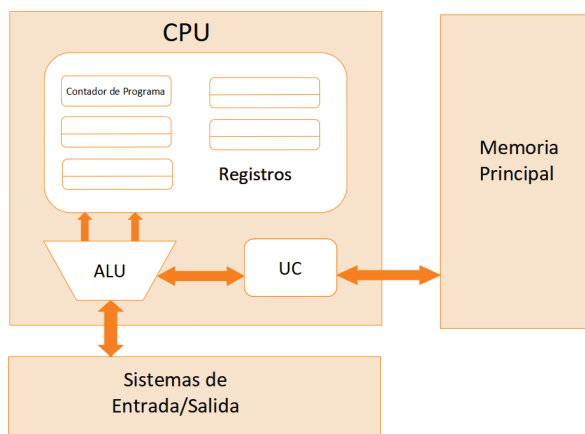 CPU
Contador de Programa
Registros
ALU
UC
Memoria
Principal
Sistemas de
Entrada/Salida